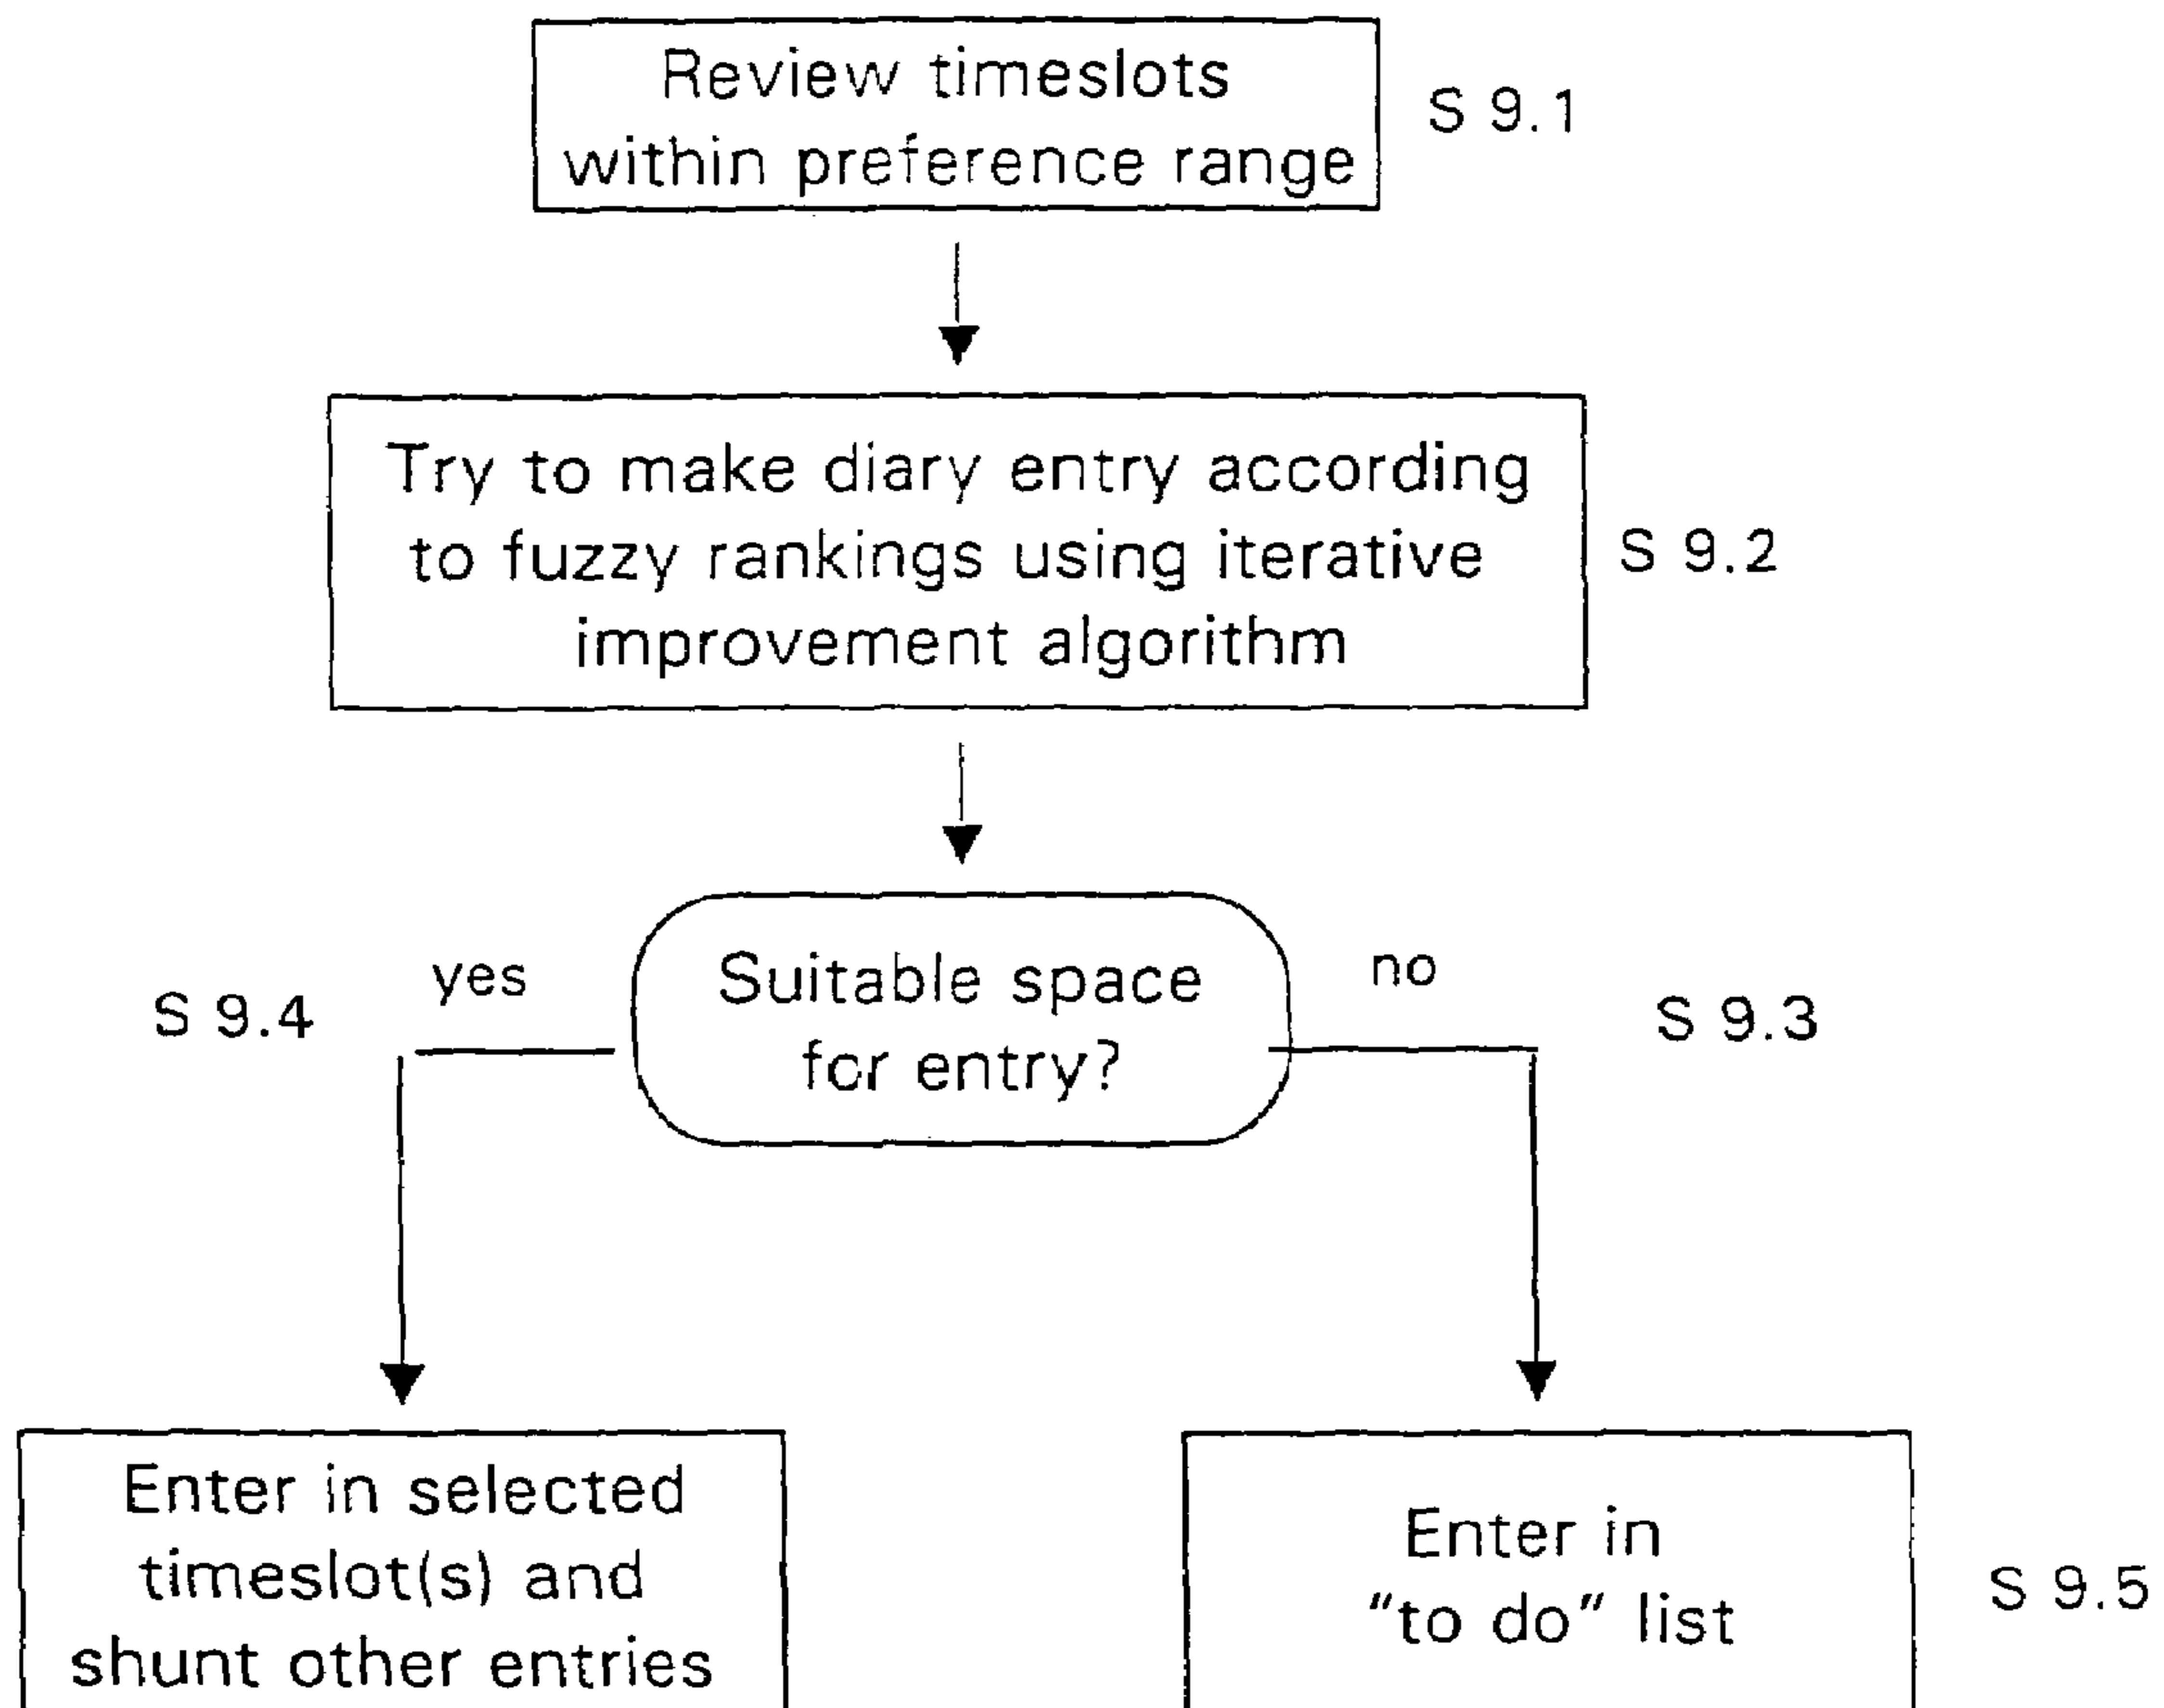 Review timeslots
within preference range
S 9.1
Try to make diary entry according
to fuzzy rankings using iterative
improvement algorithm
S 9.2
yes
S 9.4
Suitable space
for entry?
no
S 9.3
Enter in selected
timeslot(s) and
shunt other entries
Enter in
"to do" list
S 9.5